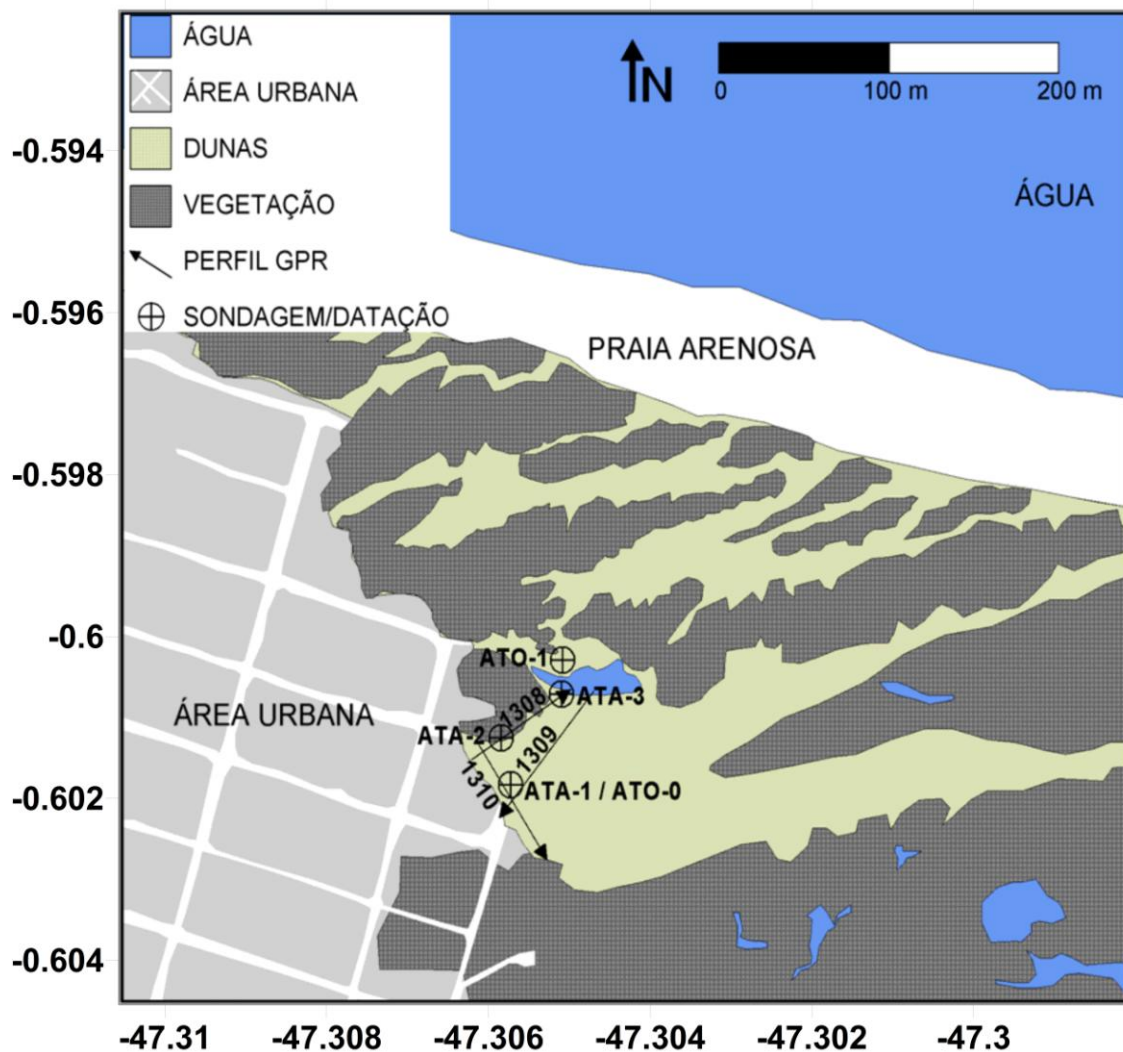 ÁGUA
ÁREA URBANA
DUNAS
VEGETAÇÃO
PERFIL GPR
SONDAGEM/DATAÇÃO
N
0 100 m 200 m
ÁGUA
PRAIA ARENOSA
ÁREA URBANA
ATO-1
ATA-3
1308
ATA-2
1309
1310
ATA-1 / ATO-0
-0.594
-0.596
-0.598
-0.6
-0.602
-0.604
-47.31 -47.308 -47.306 -47.304 -47.302 -47.3